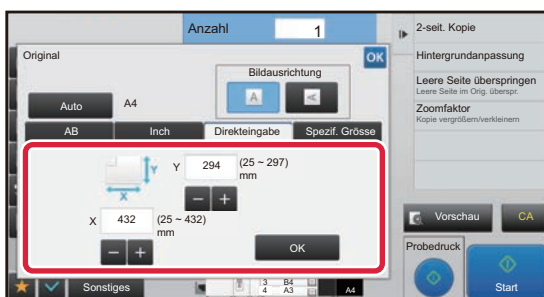 Anzahl 1
2-seit. Kopie
Original OK
Hintergrundanpassung
Bildausrichtung
Leere Seite überspringen
Leere Seite im Orig. überspr.
A A
Auto A4
Zoomfaktor
Kopie vergrößern/verkleinern
AB Inch Direkteingabe Spezif. Grösse
Y Y 294 (25 ~ 297)
mm
X
X 432 (25 ~ 432)
mm
Vorschau CA
OK
Probedruck
Sonstiges
3 B4
4 A3
A4
Start